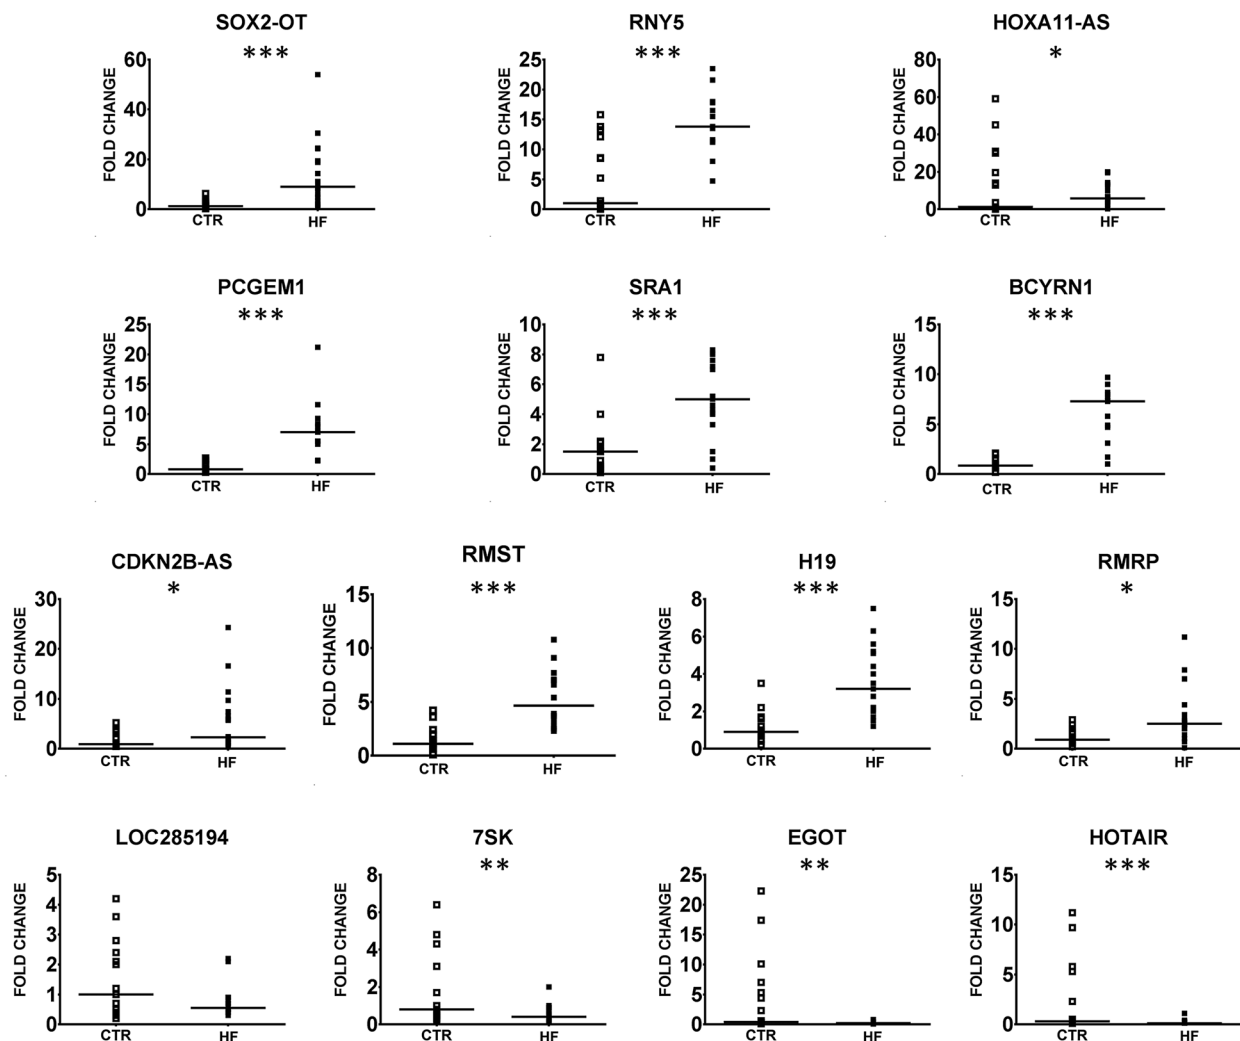 SOX2-OT
***
FOLD CHANGE
60
40
20
0
CTR
HF
RNY5
***
FOLD CHANGE
25
20
15
10
5
0
CTR
HF
HOXA11-AS
*
FOLD CHANGE
80
60
40
20
0
CTR
HF
PCGEM1
***
FOLD CHANGE
25
20
15
10
5
0
CTR
HF
SRA1
***
FOLD CHANGE
10
8
6
4
2
0
CTR
HF
BCYRN1
***
FOLD CHANGE
15
10
5
0
CTR
HF
CDKN2B-AS
*
FOLD CHANGE
30
20
10
0
CTR
HF
RMST
***
FOLD CHANGE
15
10
5
0
CTR
HF
H19
***
FOLD CHANGE
8
6
4
2
0
CTR
HF
RMRP
*
FOLD CHANGE
15
10
5
0
CTR
HF
LOC285194
FOLD CHANGE
5
4
3
2
1
0
CTR
HF
7SK
**
FOLD CHANGE
8
6
4
2
0
CTR
HF
EGOT
**
FOLD CHANGE
25
20
15
10
5
0
CTR
HF
HOTAIR
***
FOLD CHANGE
15
10
5
0
CTR
HF